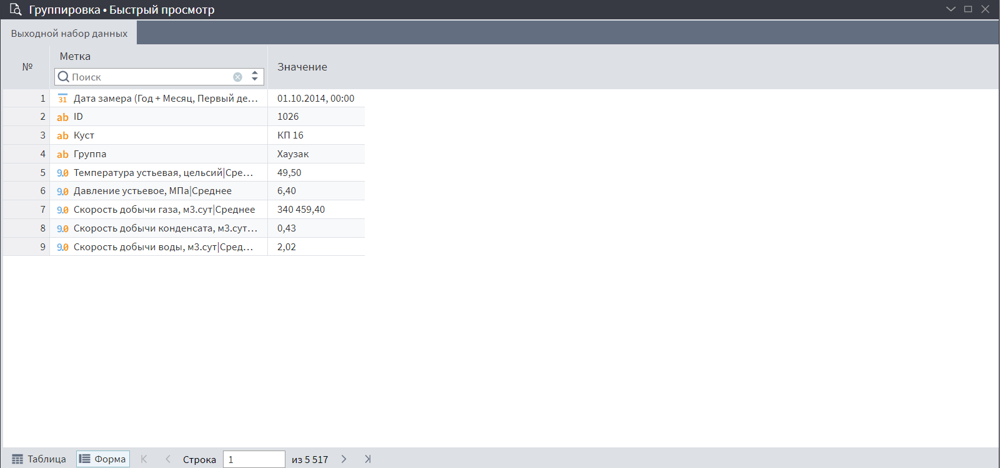 Группировка • Быстрый просмотр
Выходной набор данных
№ Метка Значение
Поиск
1 31 Дата замера (Год + Месяц, Первый де... 01.10.2014, 00:00
2 ab ID 1026
3 ab Куст КП 16
4 ab Группа Хаузак
5 9.0 Температура устьевая, цельсий|Сре... 49,50
6 9.0 Давление устьевое, МПа|Среднее 6,40
7 9.0 Скорость добычи газа, м3.сут|Среднее 340 459,40
8 9.0 Скорость добычи конденсата, м3.сут... 0,43
9 9.0 Скорость добычи воды, м3.сут|Сред... 2,02
Таблица Форма Строка 1 из 5 517